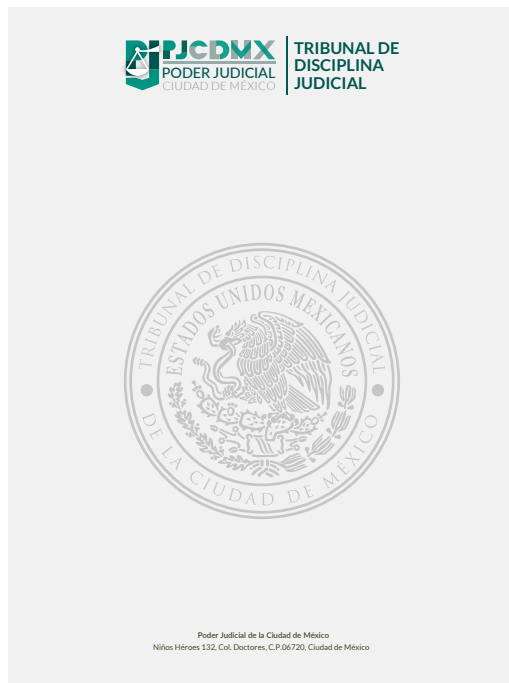 PJCDMX
PODER JUDICIAL
CIUDAD DE MÉXICO
TRIBUNAL DE
DISCIPLINA
JUDICIAL
TRIBUNAL DE DISCIPLINA JUDICIAL
ESTADOS UNIDOS MEXICANOS
DE LA CIUDAD DE MÉXICO
Poder Judicial de la Ciudad de México
Niños Héroes 132, Col. Doctores, C.P.06720, Ciudad de México